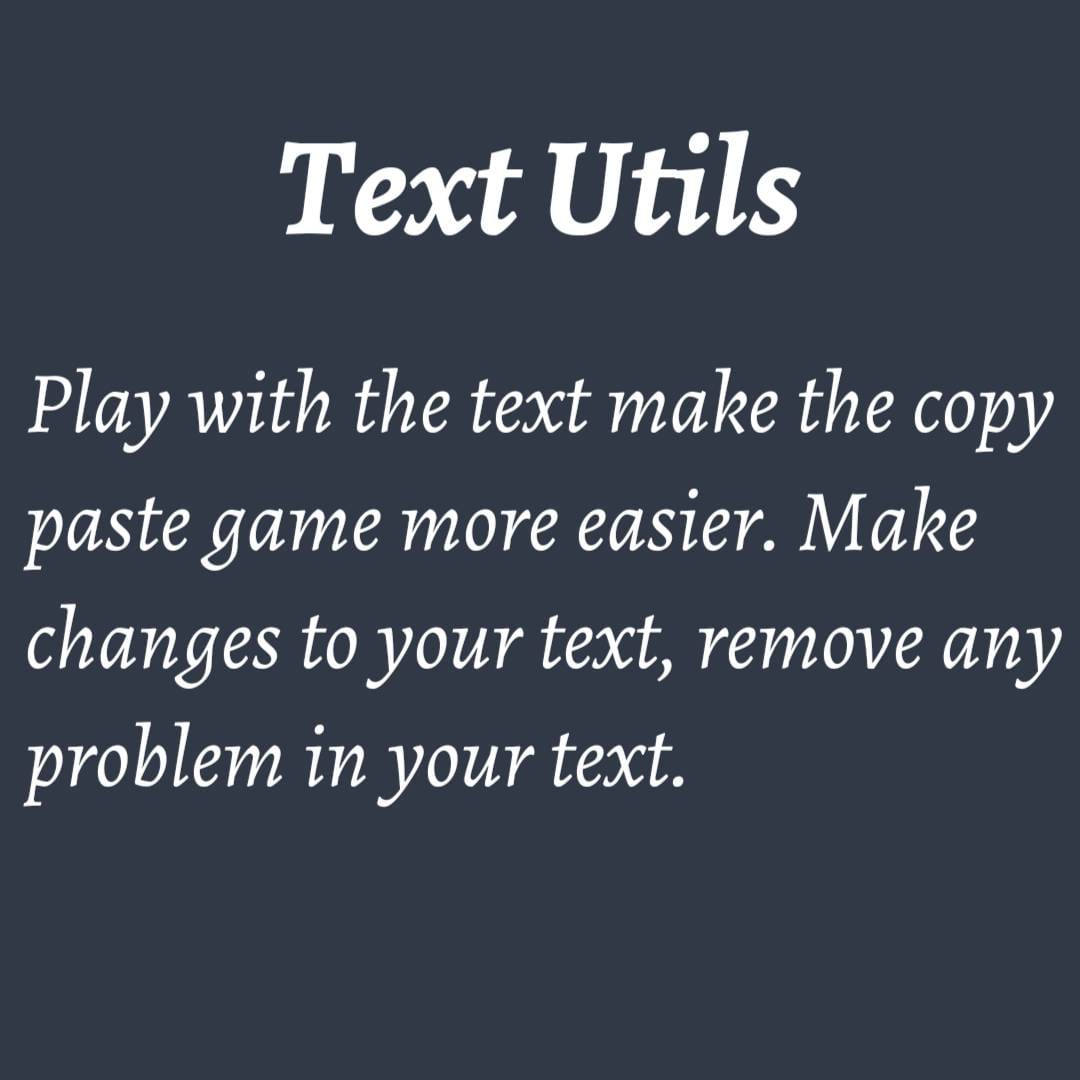 Text Utils
Play with the text make the copy
paste game more easier. Make
changes to your text, remove any
problem in your text.